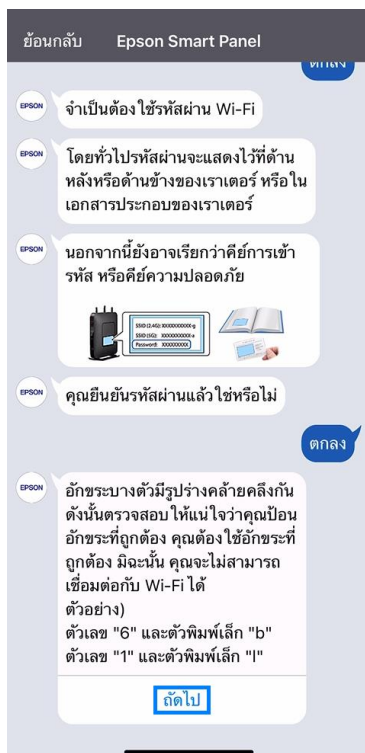 ย้อนกลับ Epson Smart Panel
ตกลง
EPSON
จำเป็นต้องใช้รหัสผ่าน Wi-Fi
EPSON
โดยทั่วไปรหัสผ่านจะแสดงไว้ที่ด้าน
หลังหรือด้านข้างของเราเตอร์ หรือใน
เอกสารประกอบของเราเตอร์
EPSON
นอกจากนี้ยังอาจเรียกว่าคีย์การเข้า
รหัส หรือคีย์ความปลอดภัย
SSID (2.4G): XXXXXXXXXX-g
SSID (5G): XXXXXXXXXX-a
Password: XXXXXXXXX
EPSON
คุณยืนยันรหัสผ่านแล้วใช่หรือไม่
ตกลง
EPSON
อักขระบางตัวมีรูปร่างคล้ายคลึงกัน
ดังนั้นตรวจสอบให้แน่ใจว่าคุณป้อน
อักขระที่ถูกต้อง คุณต้องใช้อักขระที่
ถูกต้อง มิฉะนั้น คุณจะไม่สามารถ
เชื่อมต่อกับ Wi-Fi ได้
ตัวอย่าง)
ตัวเลข "6" และตัวพิมพ์เล็ก "b"
ตัวเลข "1" และตัวพิมพ์เล็ก "l"
ถัดไป